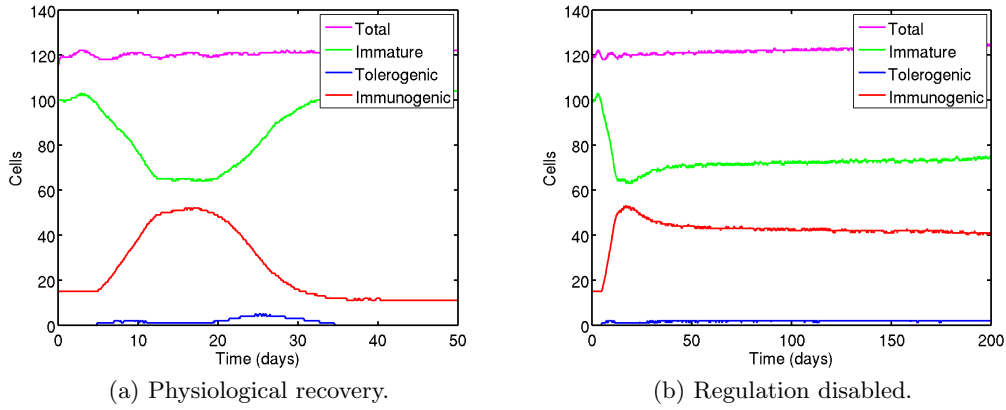 140
120
100
80
60
40
20
0
Cells
0 10 20 30 40 50
Time (days)
Total
Immature
Tolerogenic
Immunogenic
(a) Physiological recovery.
140
120
100
80
60
40
20
0
Cells
0 50 100 150 200
Time (days)
Total
Immature
Tolerogenic
Immunogenic
(b) Regulation disabled.